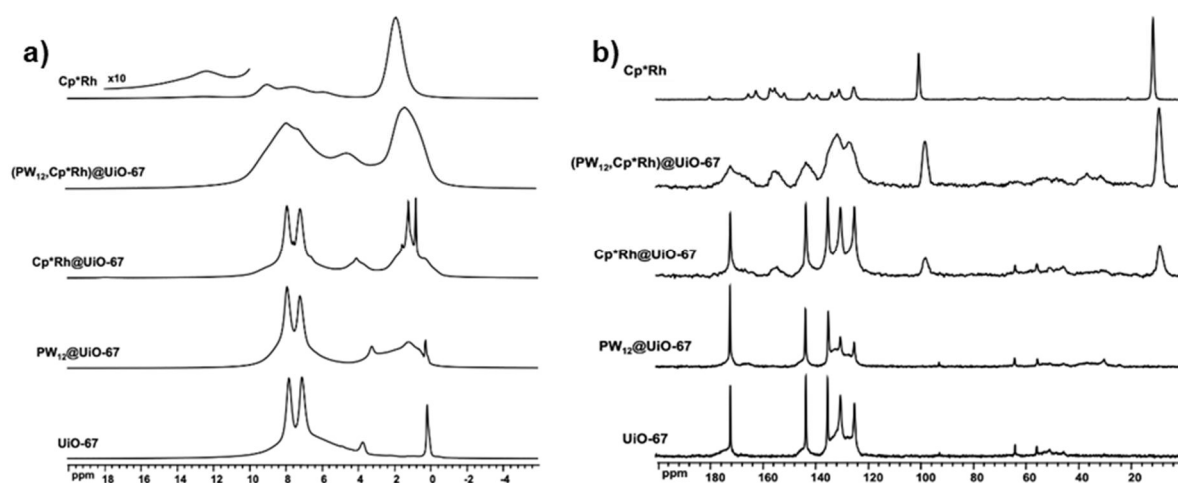 a)
x10
Cp*Rh
(PW₁₂,Cp*Rh)@UiO-67
Cp*Rh@UiO-67
PW₁₂@UiO-67
UiO-67
ppm 16 14 12 10 8 6 4 2 0 -2 -4
b)
Cp*Rh
(PW₁₂,Cp*Rh)@UiO-67
Cp*Rh@UiO-67
PW₁₂@UiO-67
UiO-67
ppm 180 160 140 120 100 80 60 40 20